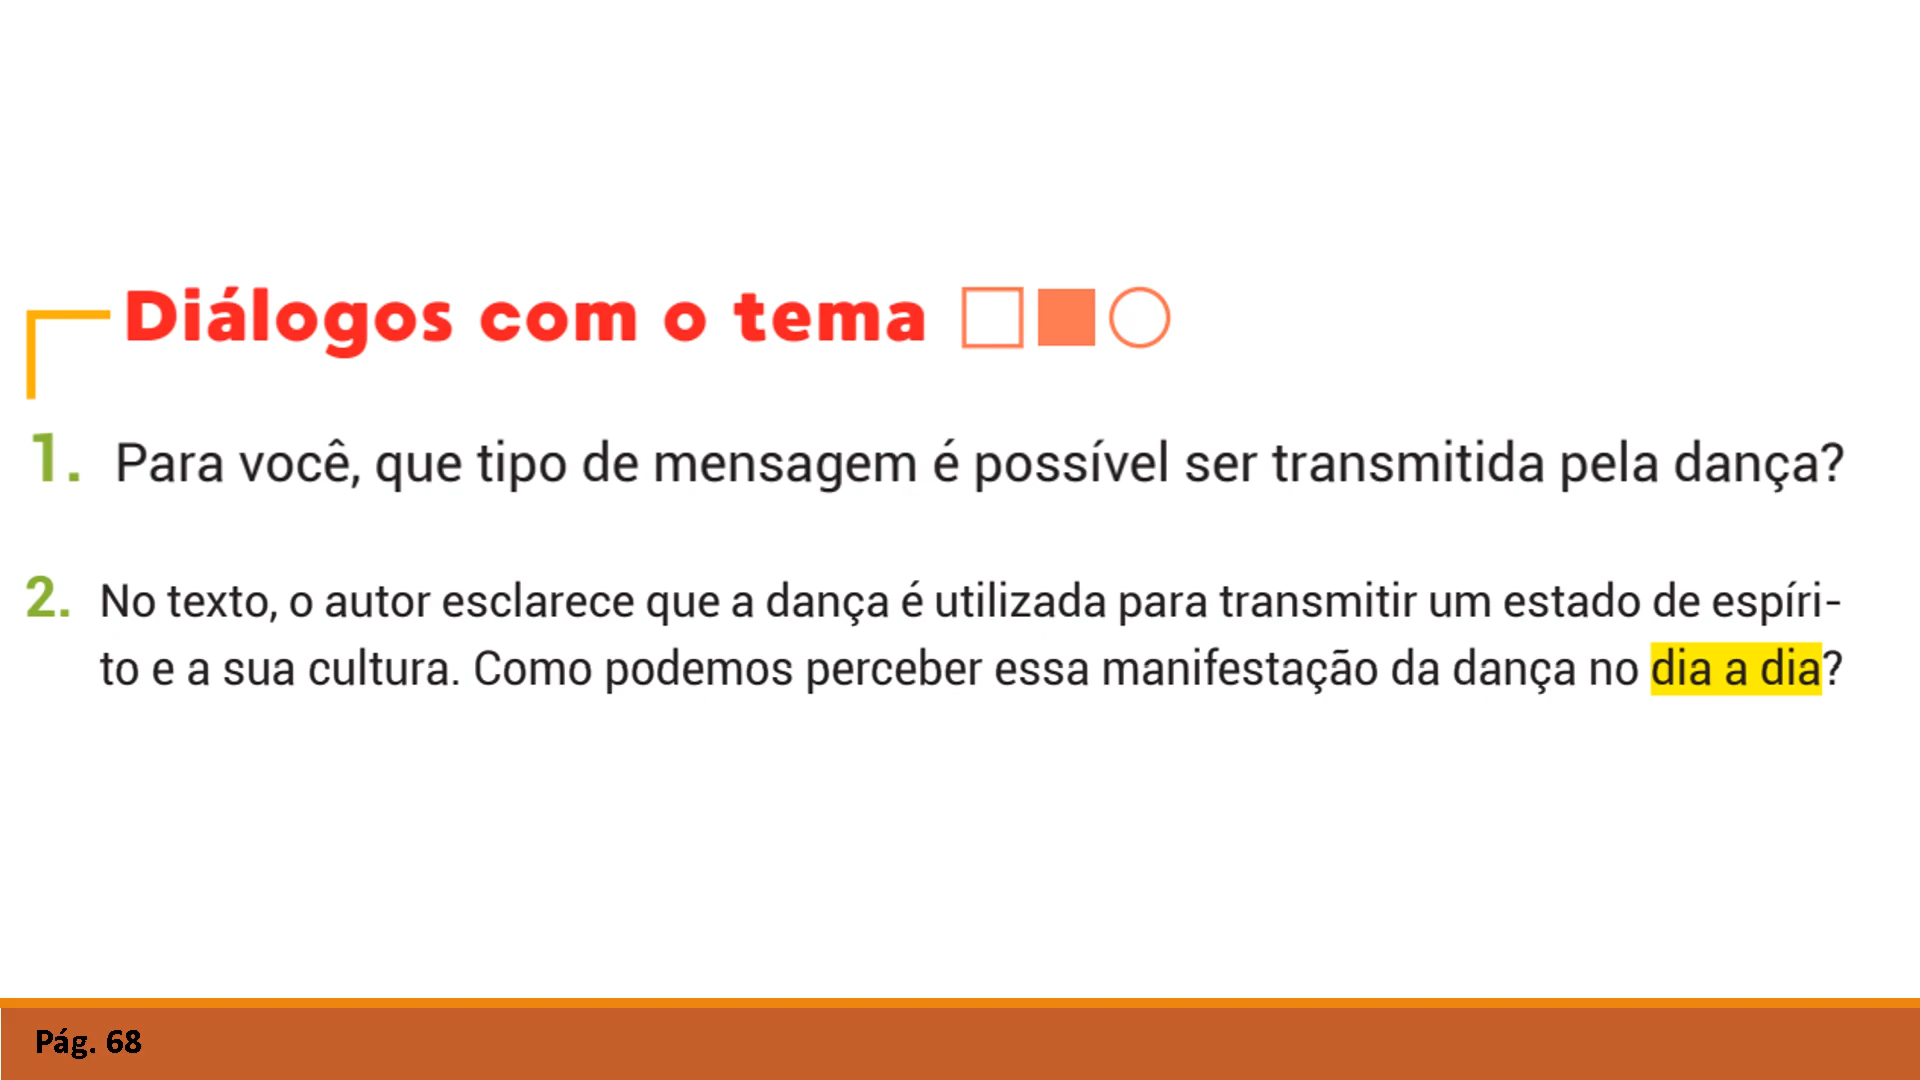 Diálogos com o tema
1. Para você, que tipo de mensagem é possível ser transmitida pela dança?
2. No texto, o autor esclarece que a dança é utilizada para transmitir um estado de espíri-
to e a sua cultura. Como podemos perceber essa manifestação da dança no dia a dia?
Pág. 68